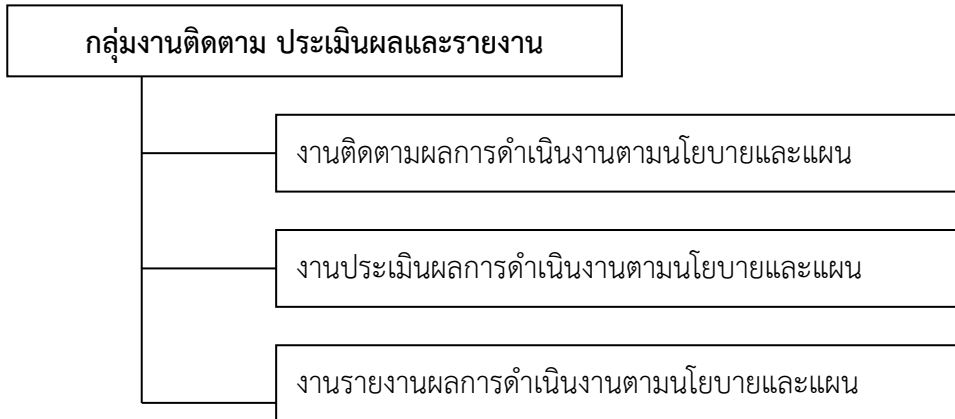 กลุ่มงานติดตาม ประเมินผลและรายงาน
งานติดตามผลการดำเนินงานตามนโยบายและแผน
งานประเมินผลการดำเนินงานตามนโยบายและแผน
งานรายงานผลการดำเนินงานตามนโยบายและแผน